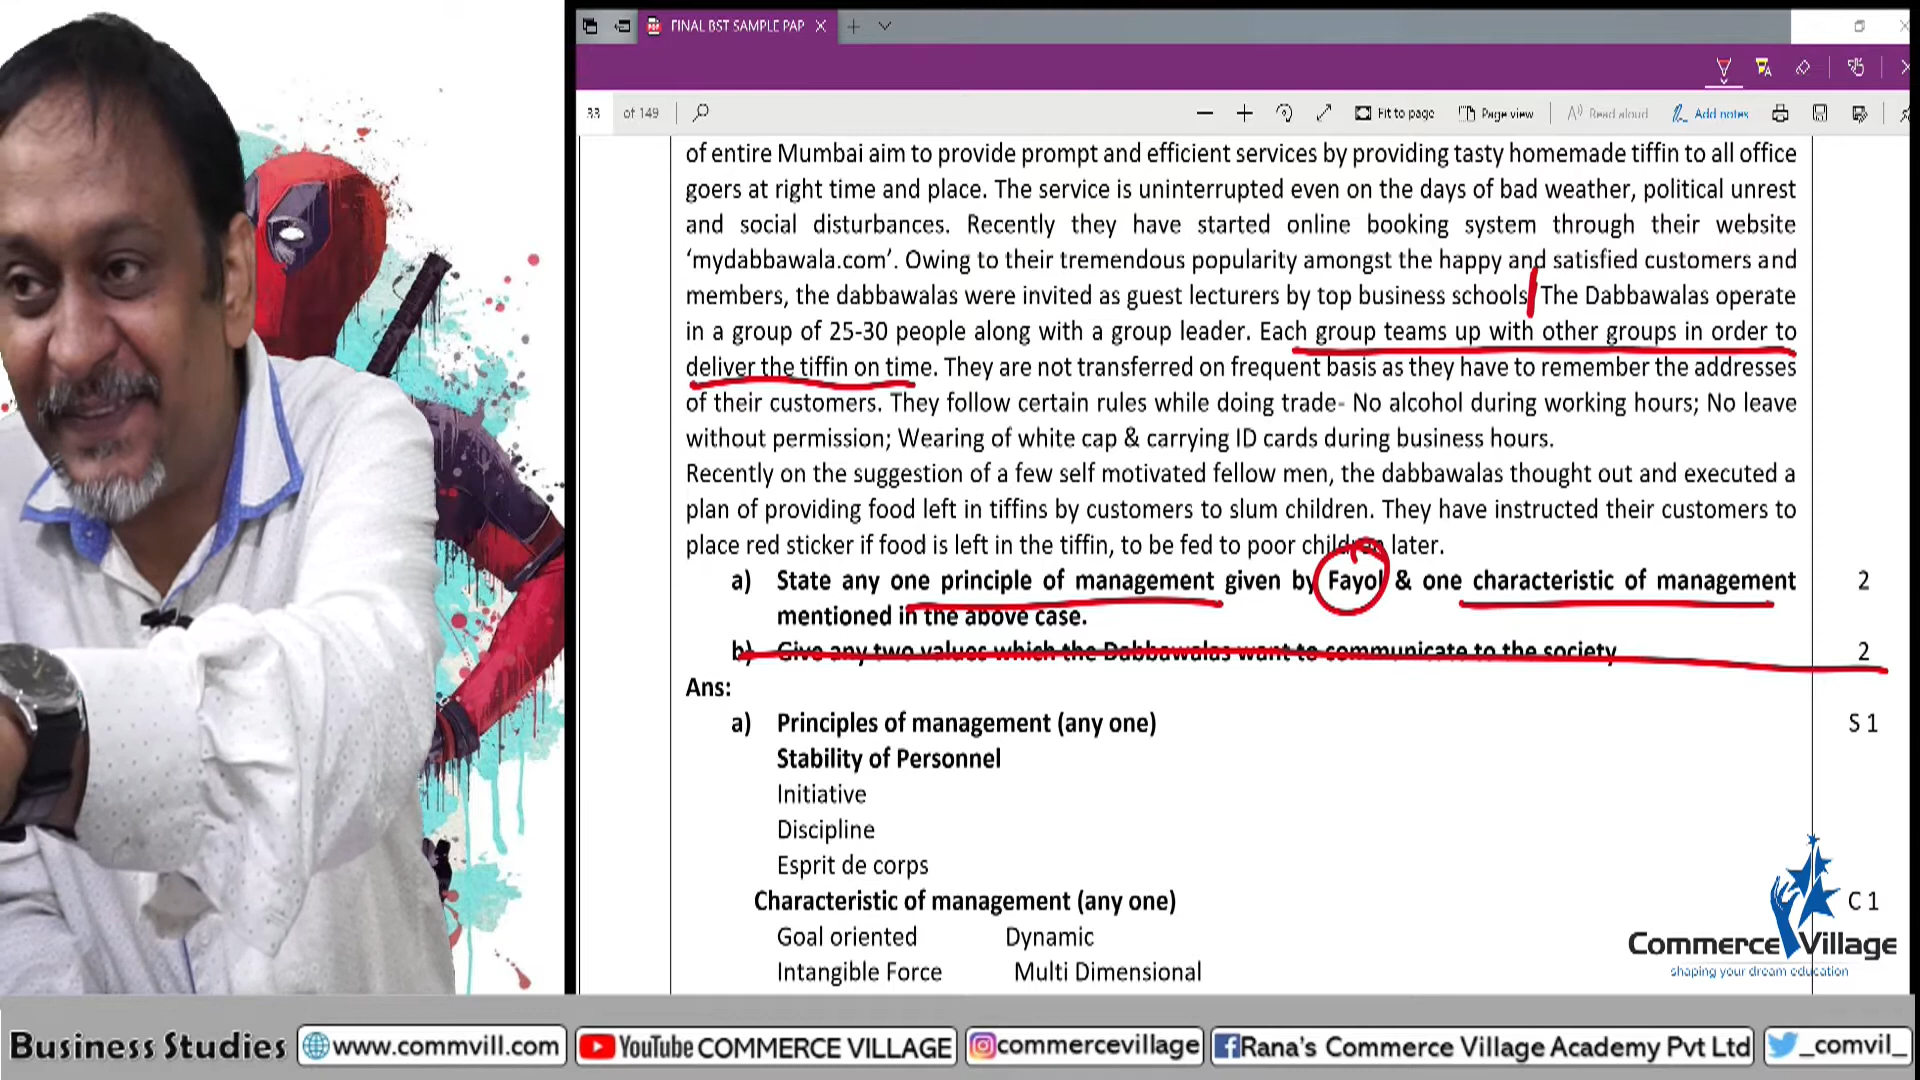 FINAL BST SAMPLE PAP
33 of 149
Fit to page
Page view
Read aloud
Add notes
of entire Mumbai aim to provide prompt and efficient services by providing tasty homemade tiffin to all office
goers at right time and place. The service is uninterrupted even on the days of bad weather, political unrest
and social disturbances. Recently they have started online booking system through their website
‘mydabbawala.com’. Owing to their tremendous popularity amongst the happy and satisfied customers and
members, the dabbawalas were invited as guest lecturers by top business schools The Dabbawalas operate
in a group of 25-30 people along with a group leader. Each group teams up with other groups in order to
deliver the tiffin on time. They are not transferred on frequent basis as they have to remember the addresses
of their customers. They follow certain rules while doing trade- No alcohol during working hours; No leave
without permission; Wearing of white cap & carrying ID cards during business hours.
Recently on the suggestion of a few self motivated fellow men, the dabbawalas thought out and executed a
plan of providing food left in tiffins by customers to slum children. They have instructed their customers to
place red sticker if food is left in the tiffin, to be fed to poor children later.
a) State any one principle of management given by Fayol & one characteristic of management 2
mentioned in the above case.
b) Give any two values which the Dabbawalas want to communicate to the society 2
Ans:
a) Principles of management (any one) S 1
Stability of Personnel
Initiative
Discipline
Esprit de corps
Characteristic of management (any one) C 1
Goal oriented Dynamic
Intangible Force Multi Dimensional
Commerce Village
shaping your dream education
Business Studies www.commvill.com YouTube COMMERCE VILLAGE commercevillage Rana's Commerce Village Academy Pvt Ltd _comvil_